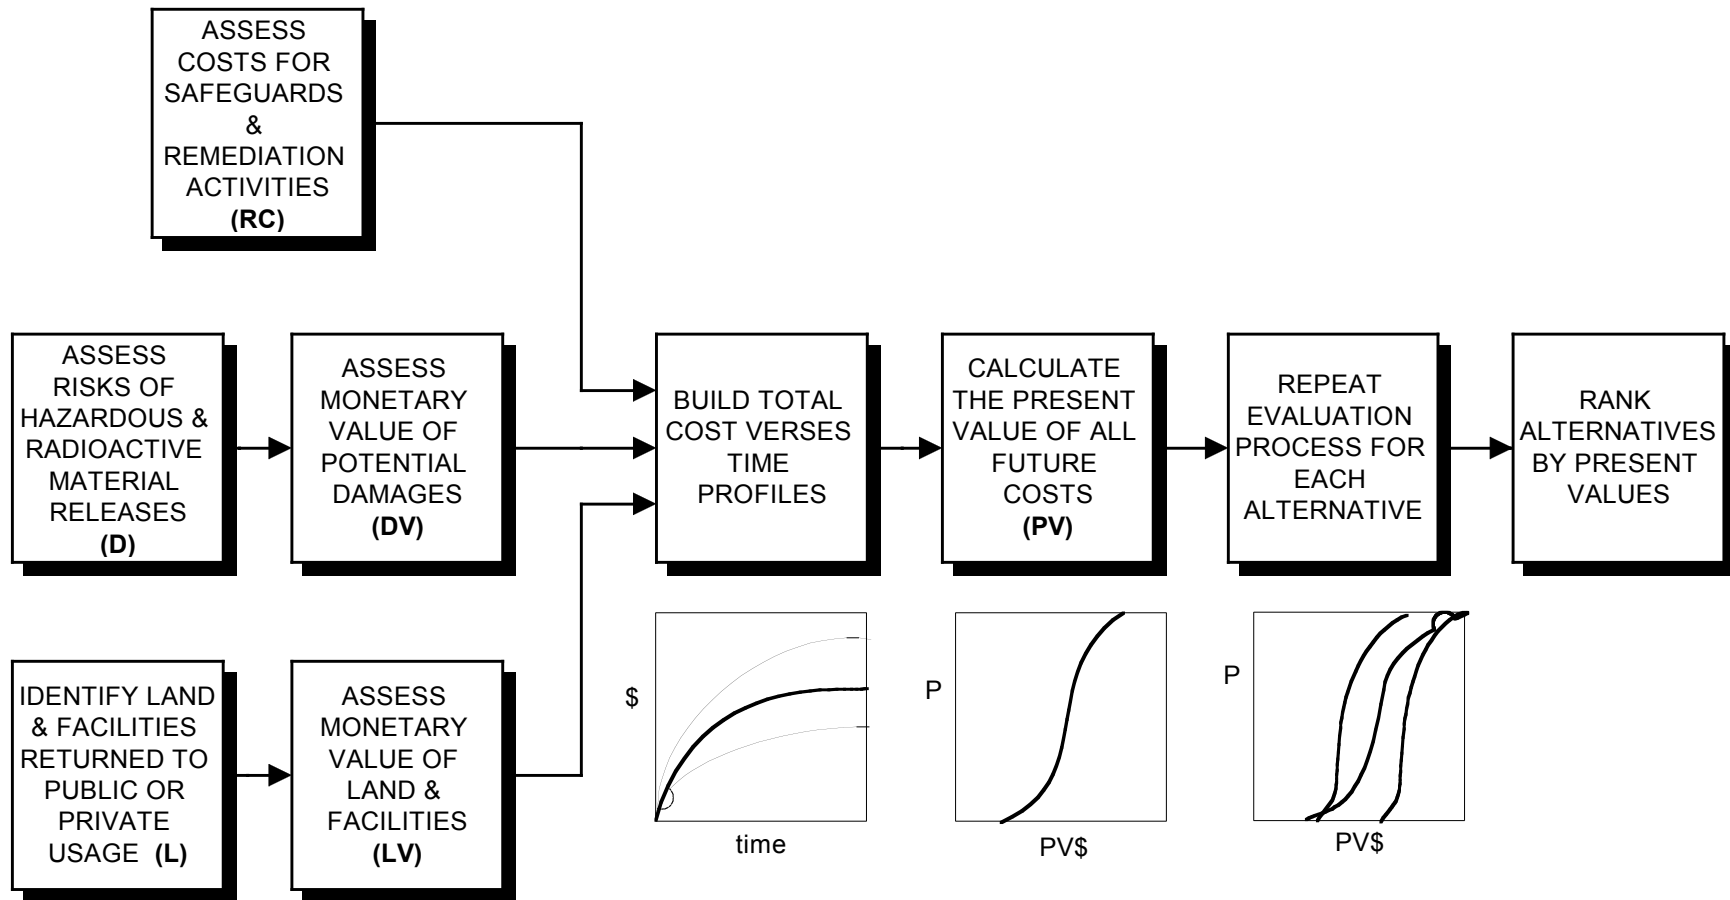 ASSESS
COSTS FOR
SAFEGUARDS
&
REMEDIATION
ACTIVITIES
(RC)
ASSESS
RISKS OF
HAZARDOUS &
RADIOACTIVE
MATERIAL
RELEASES
(D)
ASSESS
MONETARY
VALUE OF
POTENTIAL
DAMAGES
(DV)
BUILD TOTAL
COST VERSES
TIME
PROFILES
CALCULATE
THE PRESENT
VALUE OF ALL
FUTURE
COSTS
(PV)
REPEAT
EVALUATION
PROCESS FOR
EACH
ALTERNATIVE
RANK
ALTERNATIVES
BY PRESENT
VALUES
IDENTIFY LAND
& FACILITIES
RETURNED TO
PUBLIC OR
PRIVATE
USAGE (L)
ASSESS
MONETARY
VALUE OF
LAND &
FACILITIES
(LV)
$
time
P
PV$
P
PV$